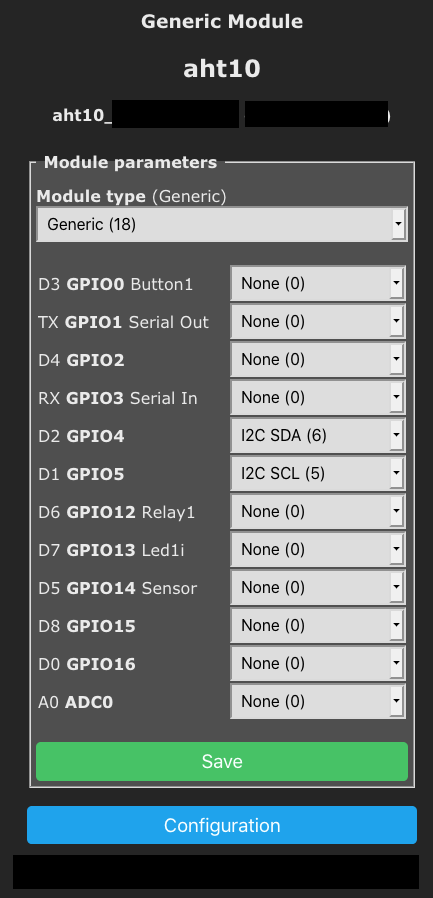 Generic Module
aht10
aht10_ )
Module parameters
Module type (Generic)
Generic (18)
D3 GPIO0 Button1 None (0)
TX GPIO1 Serial Out None (0)
D4 GPIO2 None (0)
RX GPIO3 Serial In None (0)
D2 GPIO4 I2C SDA (6)
D1 GPIO5 I2C SCL (5)
D6 GPIO12 Relay1 None (0)
D7 GPIO13 Led1i None (0)
D5 GPIO14 Sensor None (0)
D8 GPIO15 None (0)
D0 GPIO16 None (0)
A0 ADC0 None (0)
Save
Configuration